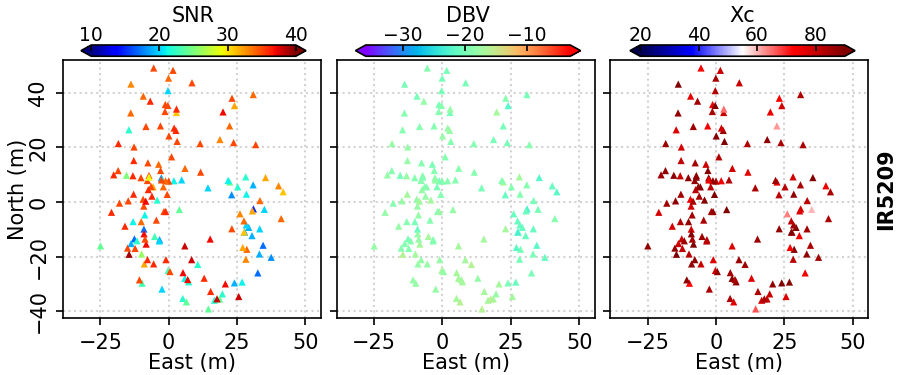 SNR DBV Xc
10 20 30 40 −30 −20 −10 20 40 60 80
North (m)
40
20
0
−20
−40
IR5209
−25 0 25 50 −25 0 25 50 −25 0 25 50
East (m) East (m) East (m)